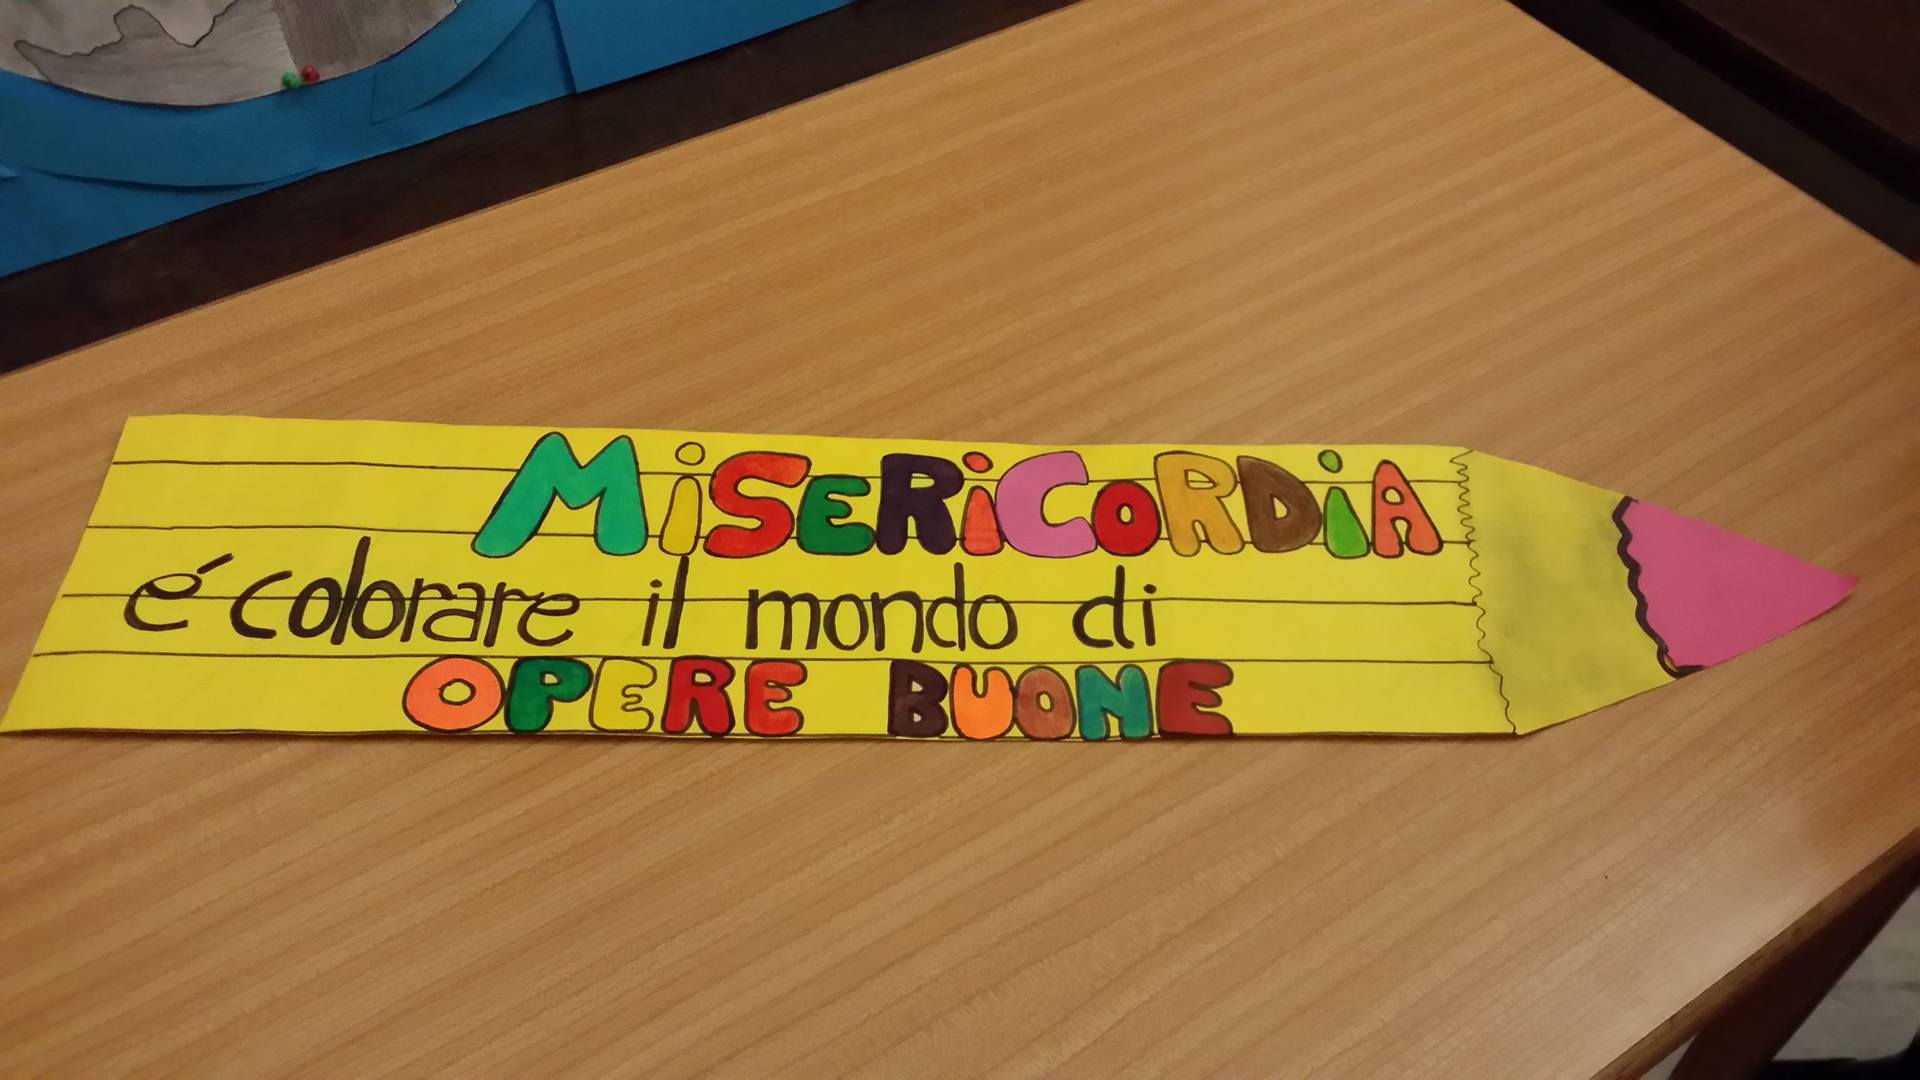 MiSERiCoRDiA
é colorare il mondo di
OPERE BUONE